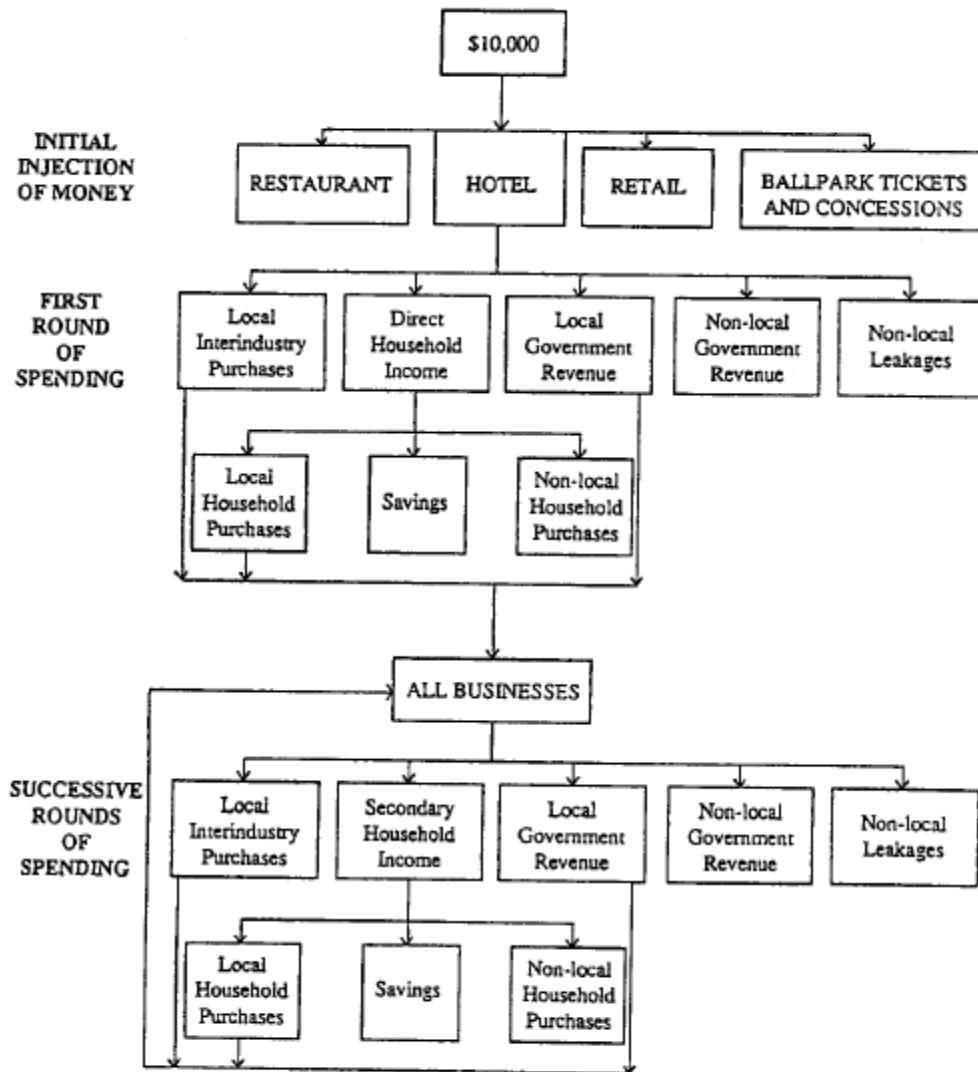 $10,000
INITIAL
INJECTION
OF MONEY
RESTAURANT
HOTEL
RETAIL
BALLPARK TICKETS
AND CONCESSIONS
FIRST
ROUND
OF
SPENDING
Local
Interindustry
Purchases
Direct
Household
Income
Local
Government
Revenue
Non-local
Government
Revenue
Non-local
Leakages
Local
Household
Purchases
Savings
Non-local
Household
Purchases
ALL BUSINESSES
SUCCESSIVE
ROUNDS
OF
SPENDING
Local
Interindustry
Purchases
Secondary
Household
Income
Local
Government
Revenue
Non-local
Government
Revenue
Non-local
Leakages
Local
Household
Purchases
Savings
Non-local
Household
Purchases